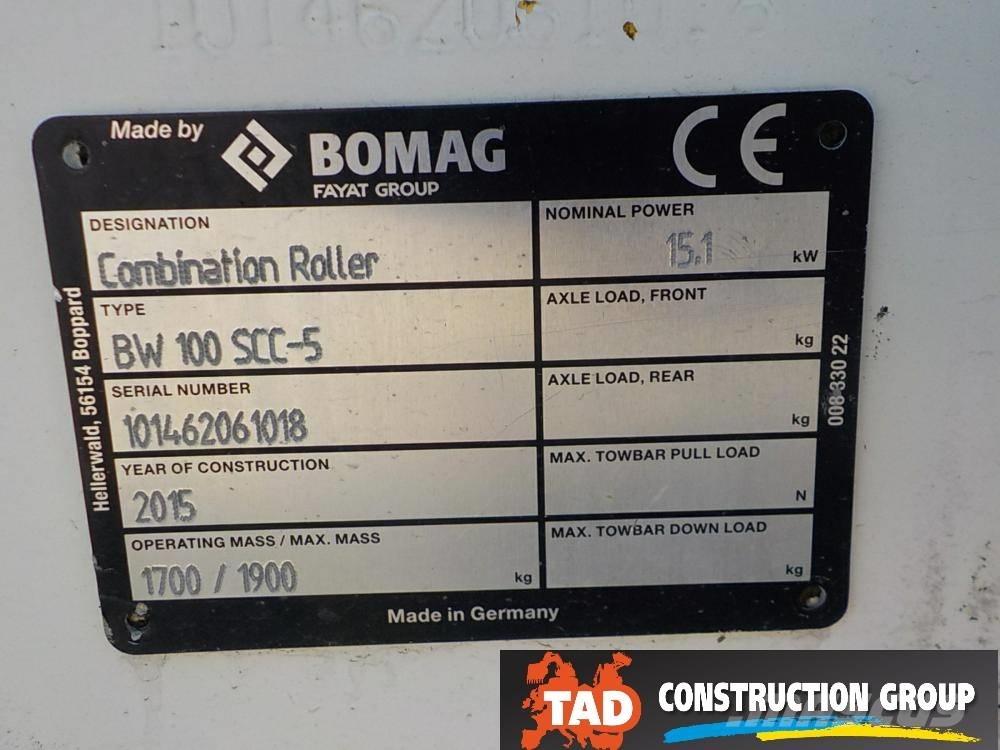 Made by
BOMAG
FAYAT GROUP
CE
DESIGNATION
Combination Roller
TYPE
BW 100 SCC-5
SERIAL NUMBER
101462061018
YEAR OF CONSTRUCTION
2015
OPERATING MASS / MAX. MASS
1700 / 1900 kg
NOMINAL POWER
15,1 kW
AXLE LOAD, FRONT
kg
AXLE LOAD, REAR
kg
MAX. TOWBAR PULL LOAD
N
MAX. TOWBAR DOWN LOAD
kg
Hellerwald, 56154 Boppard
008 330 22
Made in Germany
TAD CONSTRUCTION GROUP